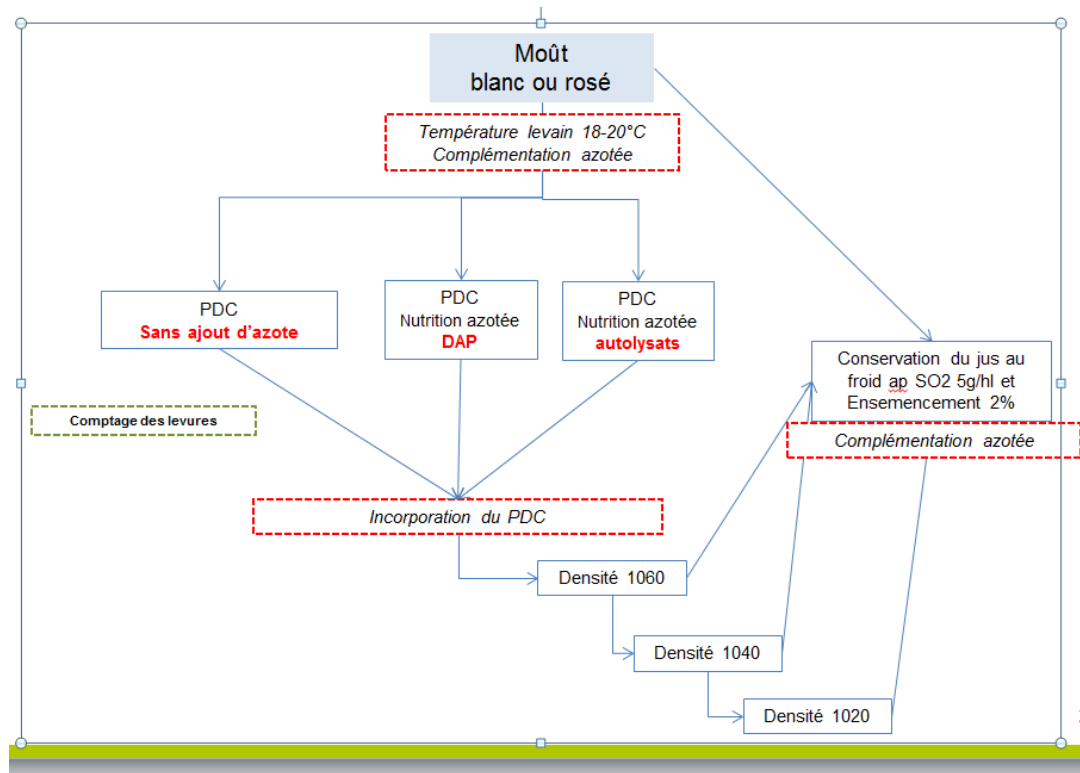 Moût
blanc ou rosé
Température levain 18-20°C
Complémentation azotée
PDC
Sans ajout d'azote
PDC
Nutrition azotée
DAP
PDC
Nutrition azotée
autolysats
Conservation du jus au
froid ap SO2 5g/hl et
Ensemencement 2%
Complémentation azotée
Comptage des levures
Incorporation du PDC
Densité 1060
Densité 1040
Densité 1020